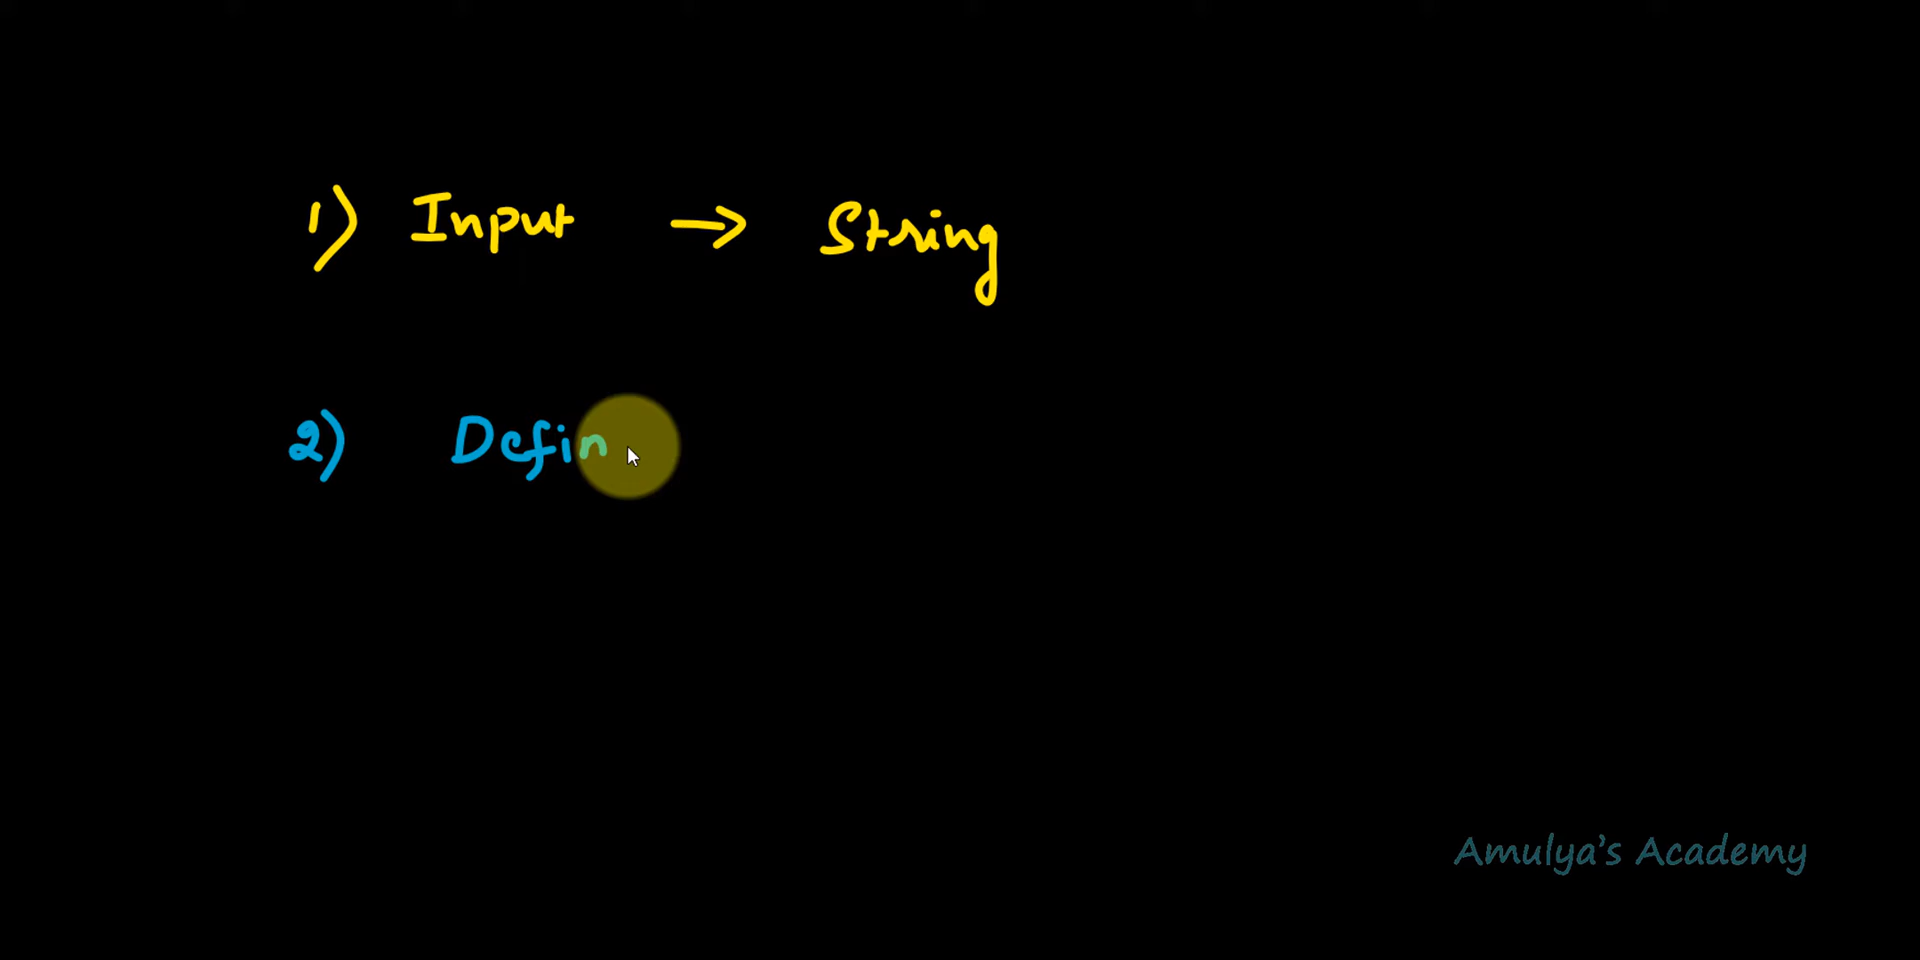 1) Input → String
2) Defin
Amulya's Academy